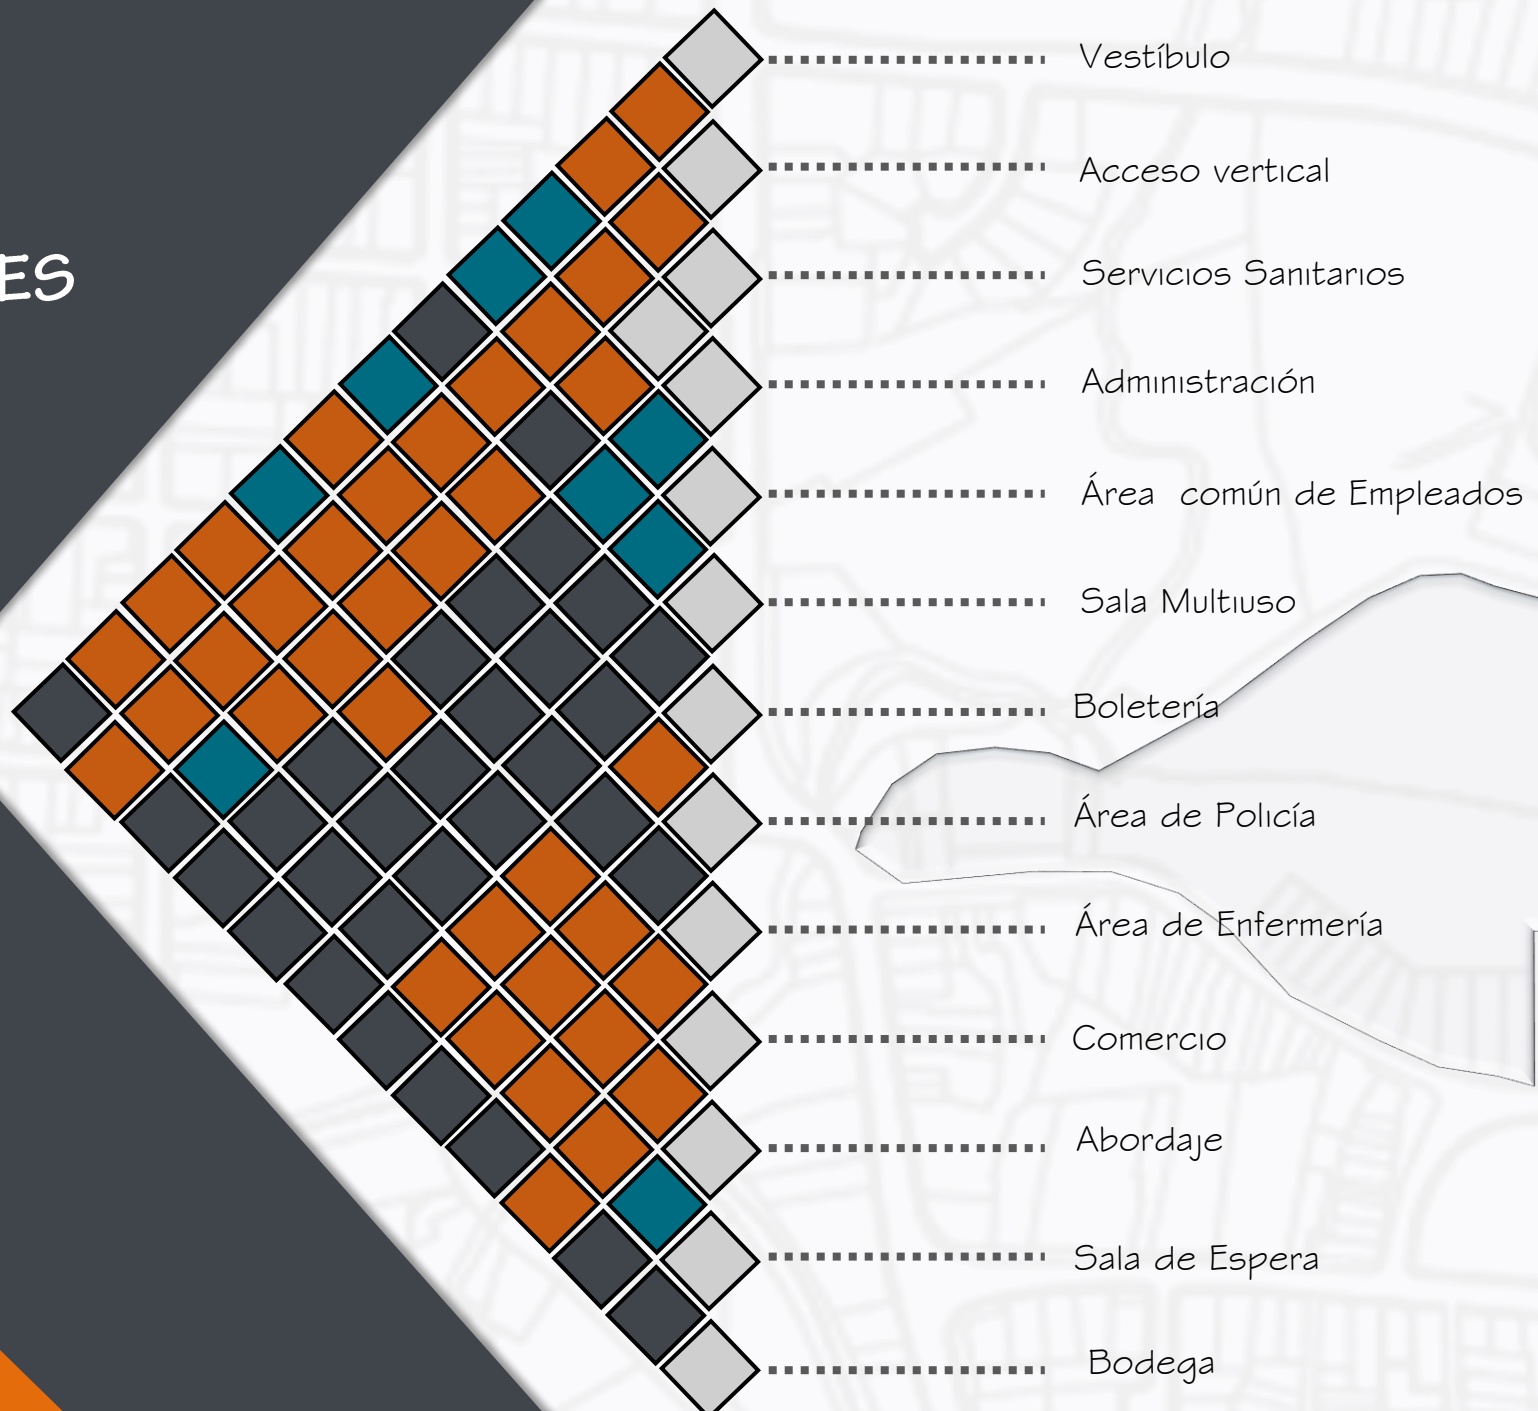 ES
Vestíbulo
Acceso vertical
Servicios Sanitarios
Administración
Área común de Empleados
Sala Multiuso
Boletería
Área de Policía
Área de Enfermería
Comercio
Abordaje
Sala de Espera
Bodega